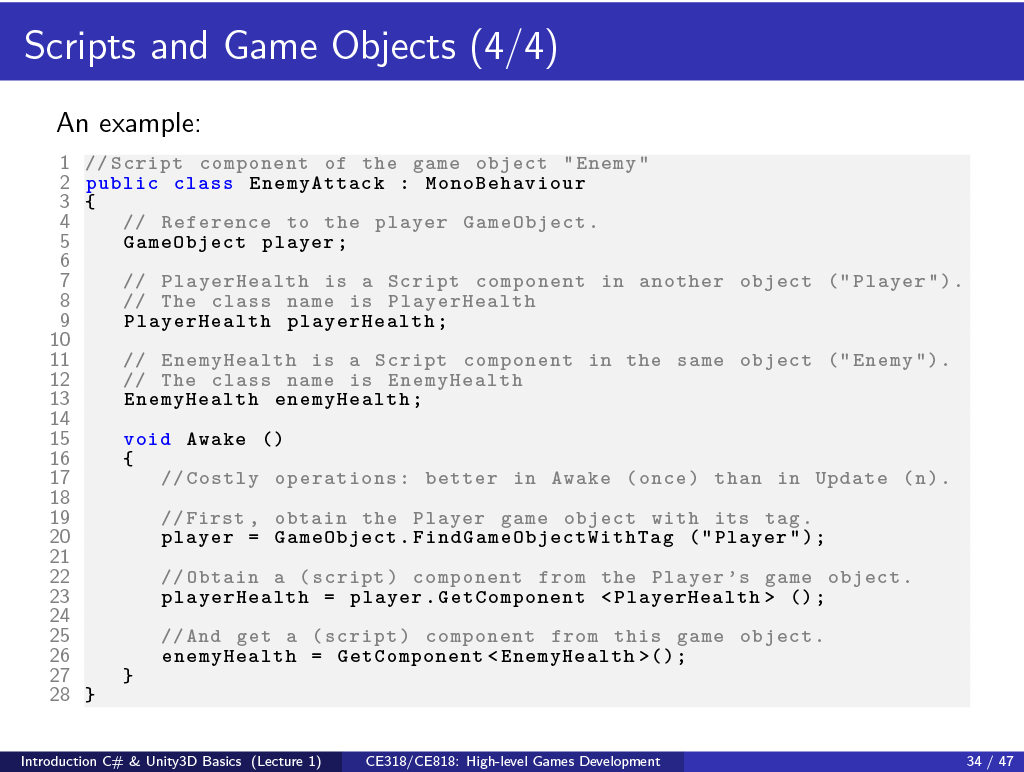 Scripts and Game Objects (4/4)
An example:
1 //Script component of the game object "Enemy"
2 public class EnemyAttack : MonoBehaviour
3 {
4 // Reference to the player GameObject.
5 GameObject player;
6
7 // PlayerHealth is a Script component in another object ("Player").
8 // The class name is PlayerHealth
9 PlayerHealth playerHealth;
10
11 // EnemyHealth is a Script component in the same object ("Enemy").
12 // The class name is EnemyHealth
13 EnemyHealth enemyHealth;
14
15 void Awake ()
16 {
17 //Costly operations: better in Awake (once) than in Update (n).
18
19 //First, obtain the Player game object with its tag.
20 player = GameObject.FindGameObjectWithTag ("Player");
21
22 //Obtain a (script) component from the Player's game object.
23 playerHealth = player.GetComponent <PlayerHealth> ();
24
25 //And get a (script) component from this game object.
26 enemyHealth = GetComponent<EnemyHealth>();
27 }
28 }
Introduction C# & Unity3D Basics (Lecture 1) CE318/CE818: High-level Games Development 34 / 47